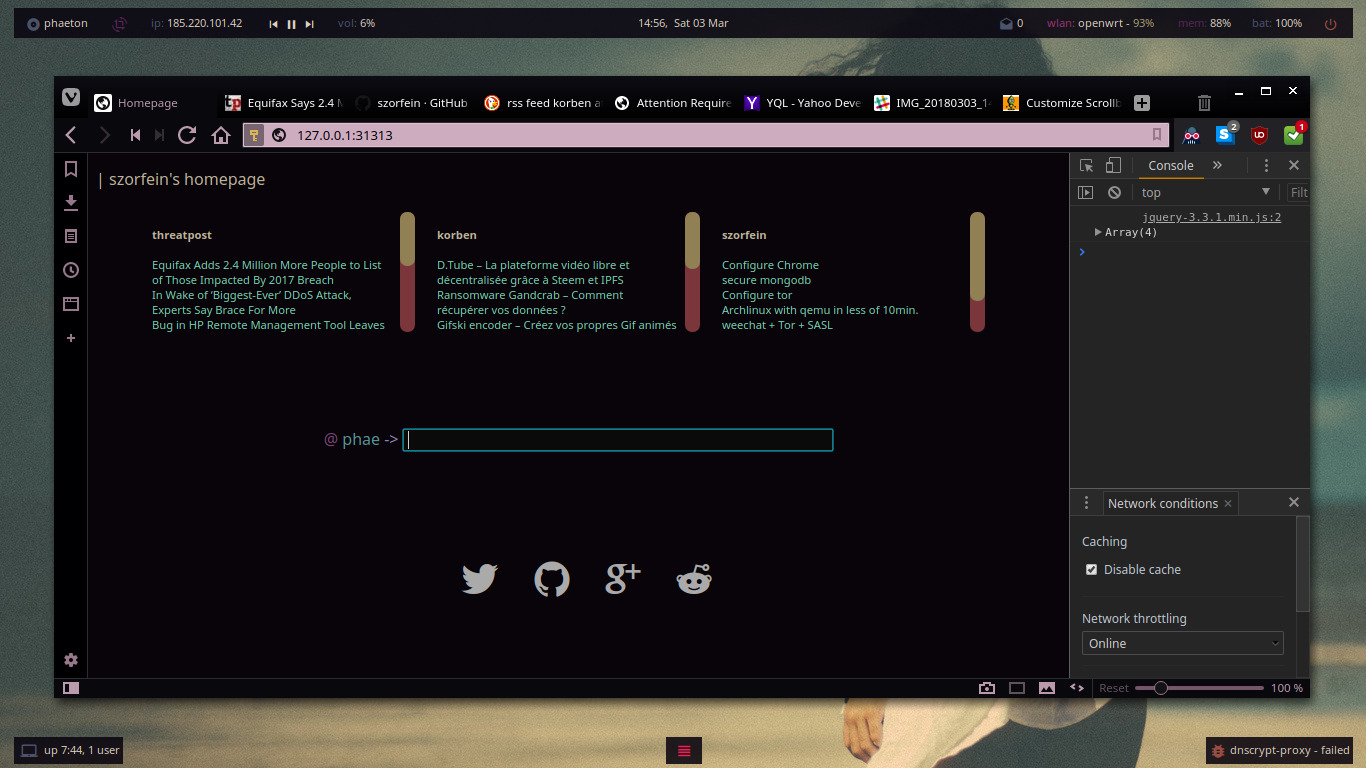 phaeton
ip: 185.220.101.42
vol: 6%
14:56, Sat 03 Mar
0
wlan: openwrt - 93%
mem: 88%
bat: 100%
Homepage
Equifax Says 2.4 M
szorfein · GitHub
rss feed korben a
Attention Require
YQL - Yahoo Deve
IMG_20180303_1
Customize Scrollb
127.0.0.1:31313
2
1
| szorfein's homepage
threatpost
Equifax Adds 2.4 Million More People to List
of Those Impacted By 2017 Breach
In Wake of ‘Biggest-Ever’ DDoS Attack,
Experts Say Brace For More
Bug in HP Remote Management Tool Leaves
korben
D.Tube – La plateforme vidéo libre et
décentralisée grâce à Steem et IPFS
Ransomware Gandcrab – Comment
récupérer vos données ?
Gifski encoder – Créez vos propres Gif animés
szorfein
Configure Chrome
secure mongodb
Configure tor
Archlinux with qemu in less of 10min.
weechat + Tor + SASL
@ phae ->
Console
top
Filt
jquery-3.3.1.min.js:2
Array(4)
Network conditions
Caching
Disable cache
Network throttling
Online
Reset
100 %
up 7:44, 1 user
dnscrypt-proxy - failed